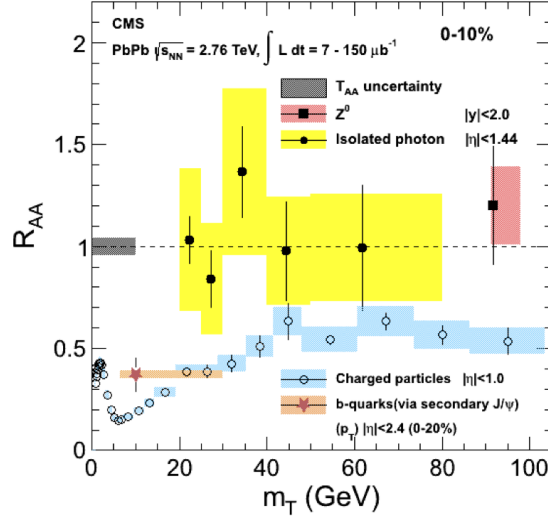 CMS
0-10%
PbPb √sNN = 2.76 TeV, ∫ L dt = 7 - 150 μb-1
TAA uncertainty
Z0 |y|<2.0
Isolated photon |η|<1.44
Charged particles |η|<1.0
b-quarks(via secondary J/ψ)
(pT) |η|<2.4 (0-20%)
RAA
2
1.5
1
0.5
0
0 20 40 60 80 100
mT (GeV)